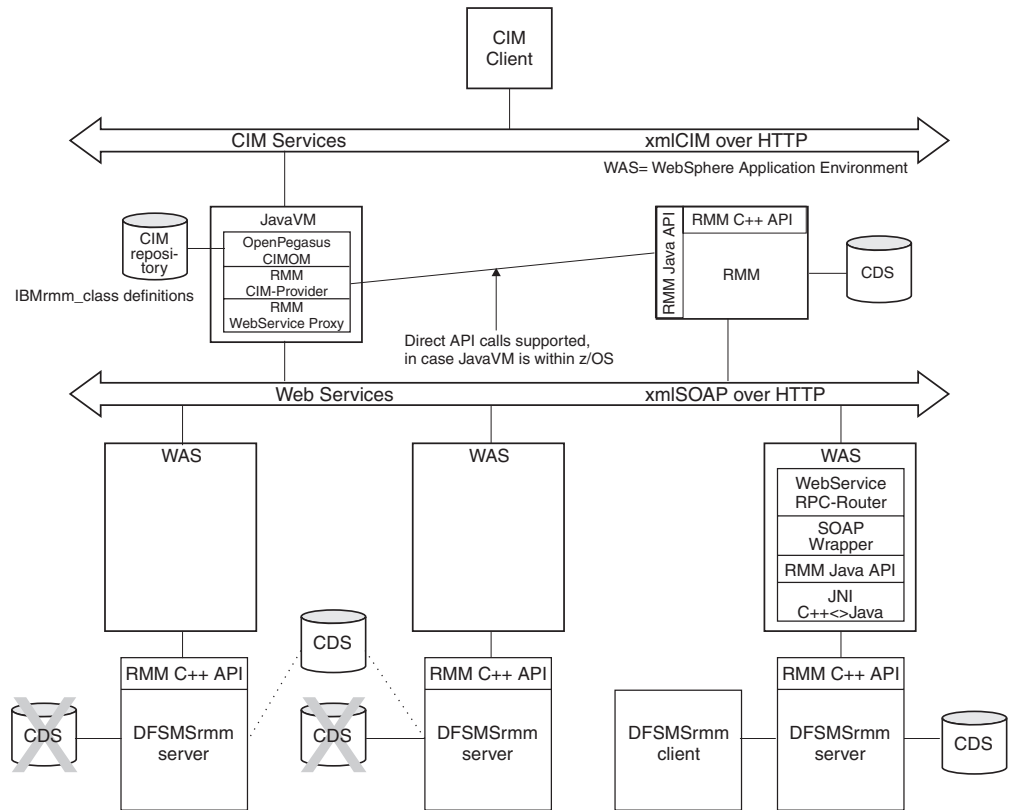 CIM
Client
CIM Services
xmlCIM over HTTP
WAS= WebSphere Application Environment
CIM
reposi-
tory
IBMrmm_class definitions
JavaVM
OpenPegasus
CIMOM
RMM
CIM-Provider
RMM
WebService Proxy
Direct API calls supported,
in case JavaVM is within z/OS
RMM Java API
RMM C++ API
RMM
CDS
Web Services
xmlSOAP over HTTP
WAS
WAS
WAS
WebService
RPC-Router
SOAP
Wrapper
RMM Java API
JNI
C++<>Java
CDS
RMM C++ API
RMM C++ API
RMM C++ API
CDS
DFSMSrmm
server
CDS
DFSMSrmm
server
DFSMSrmm
client
DFSMSrmm
server
CDS